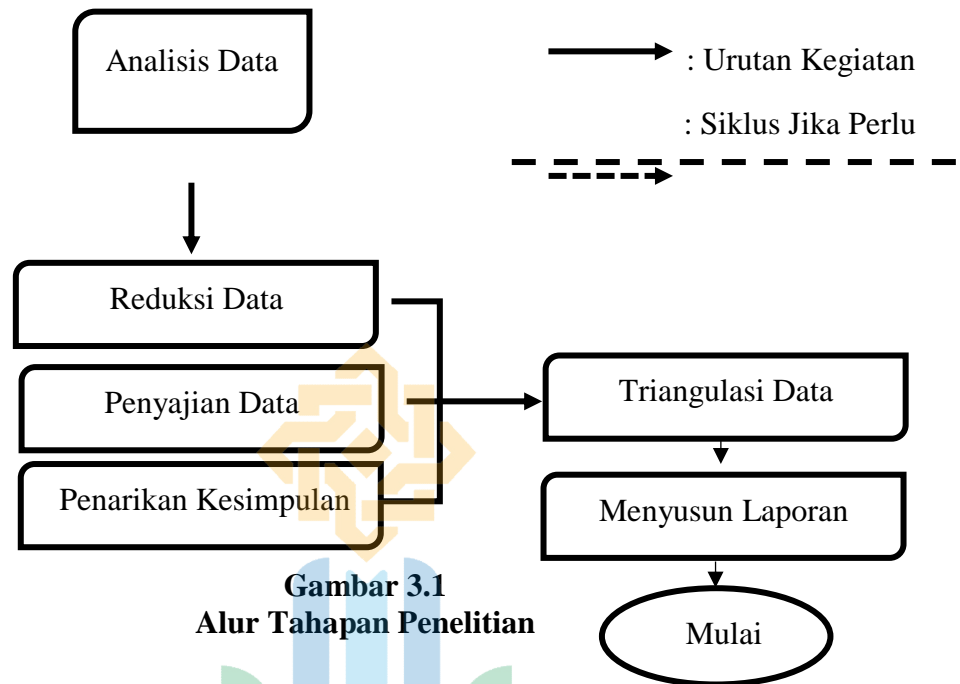 Analisis Data
: Urutan Kegiatan
: Siklus Jika Perlu
Reduksi Data
Penyajian Data
Penarikan Kesimpulan
Triangulasi Data
Menyusun Laporan
Mulai
Gambar 3.1
Alur Tahapan Penelitian